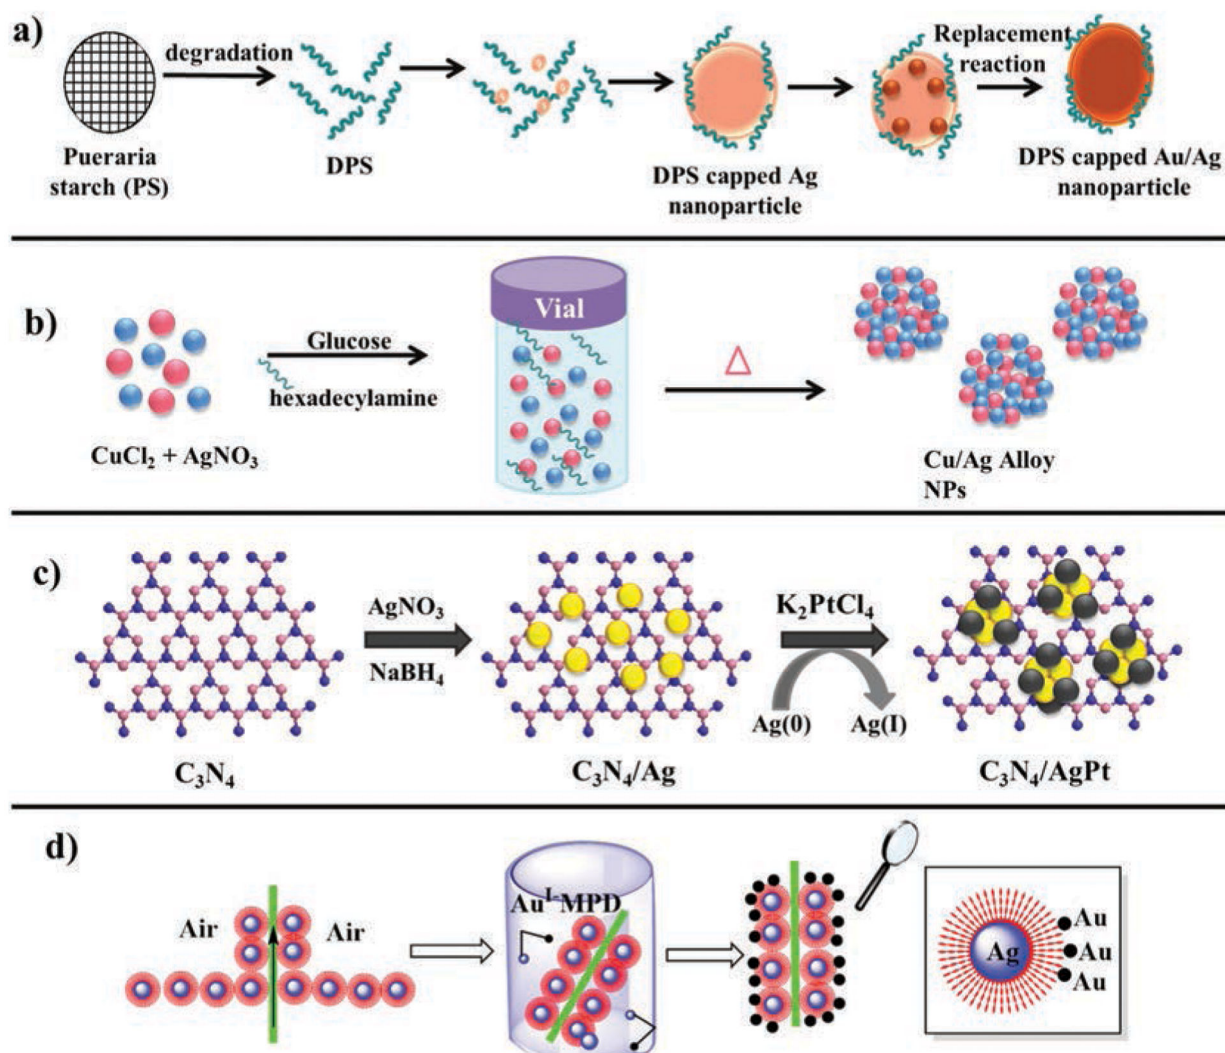 a)
degradation
Pueraria
starch (PS)
DPS
DPS capped Ag
nanoparticle
Replacement
reaction
DPS capped Au/Ag
nanoparticle
b)
CuCl₂ + AgNO₃
Glucose
hexadecylamine
Vial
Δ
Cu/Ag Alloy
NPs
c)
C₃N₄
AgNO₃
NaBH₄
C₃N₄/Ag
K₂PtCl₄
Ag(0)
Ag(I)
C₃N₄/AgPt
d)
Air
Air
Auᴵ-MPD
Ag
Au
Au
Au